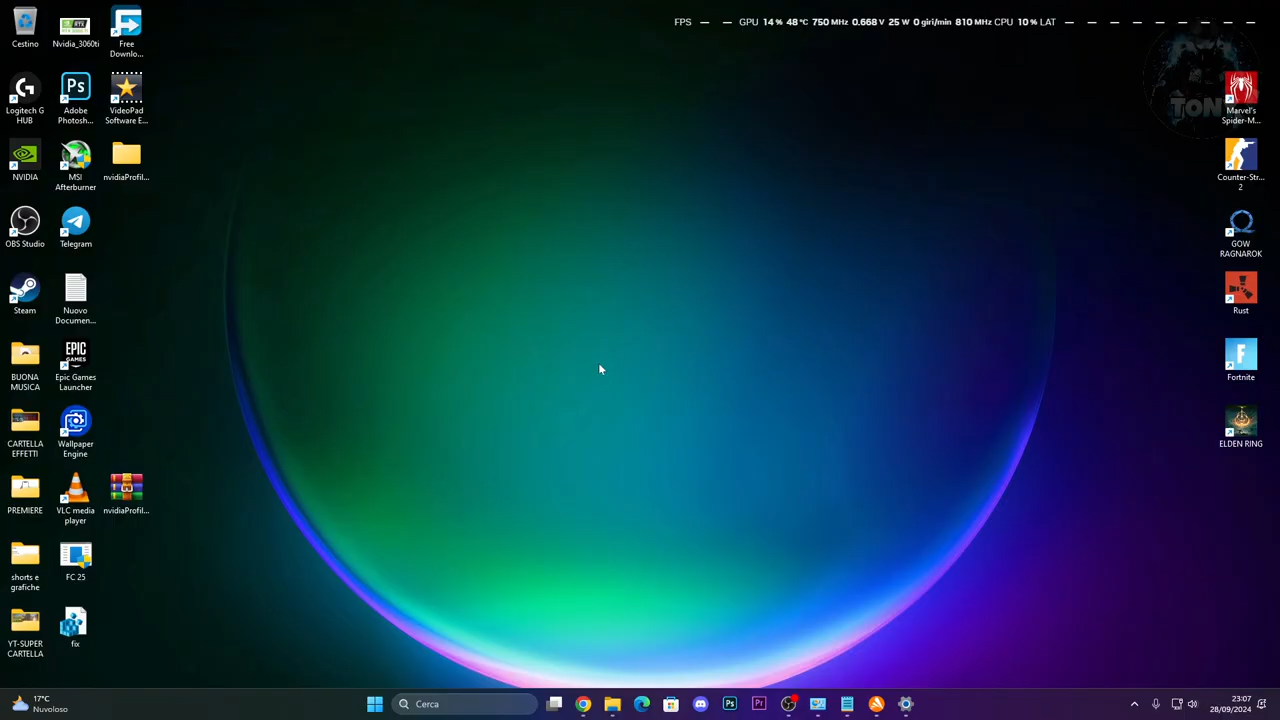 FPS — — GPU 14 % 48 °C 750 MHz 0.668 V 25 W 0 giri/min 810 MHz CPU 10 % LAT — — — — — — — —
Cestino
Nvidia_3060ti
Free
Downlo...
Logitech G
HUB
Adobe
Photosh...
VideoPad
Software E...
NVIDIA
MSI
Afterburner
nvidiaProfil...
OBS Studio
Telegram
Steam
Nuovo
Documen...
BUONA
MUSICA
Epic Games
Launcher
CARTELLA
EFFETTI
Wallpaper
Engine
PREMIERE
VLC media
player
nvidiaProfil...
shorts e
grafiche
FC 25
YT-SUPER
CARTELLA
fix
TON
Marvel's
Spider-M...
Counter-Str...
2
GOW
RAGNAROK
Rust
Fortnite
ELDEN RING
17°C
Nuvoloso
Cerca
23:07
28/09/2024